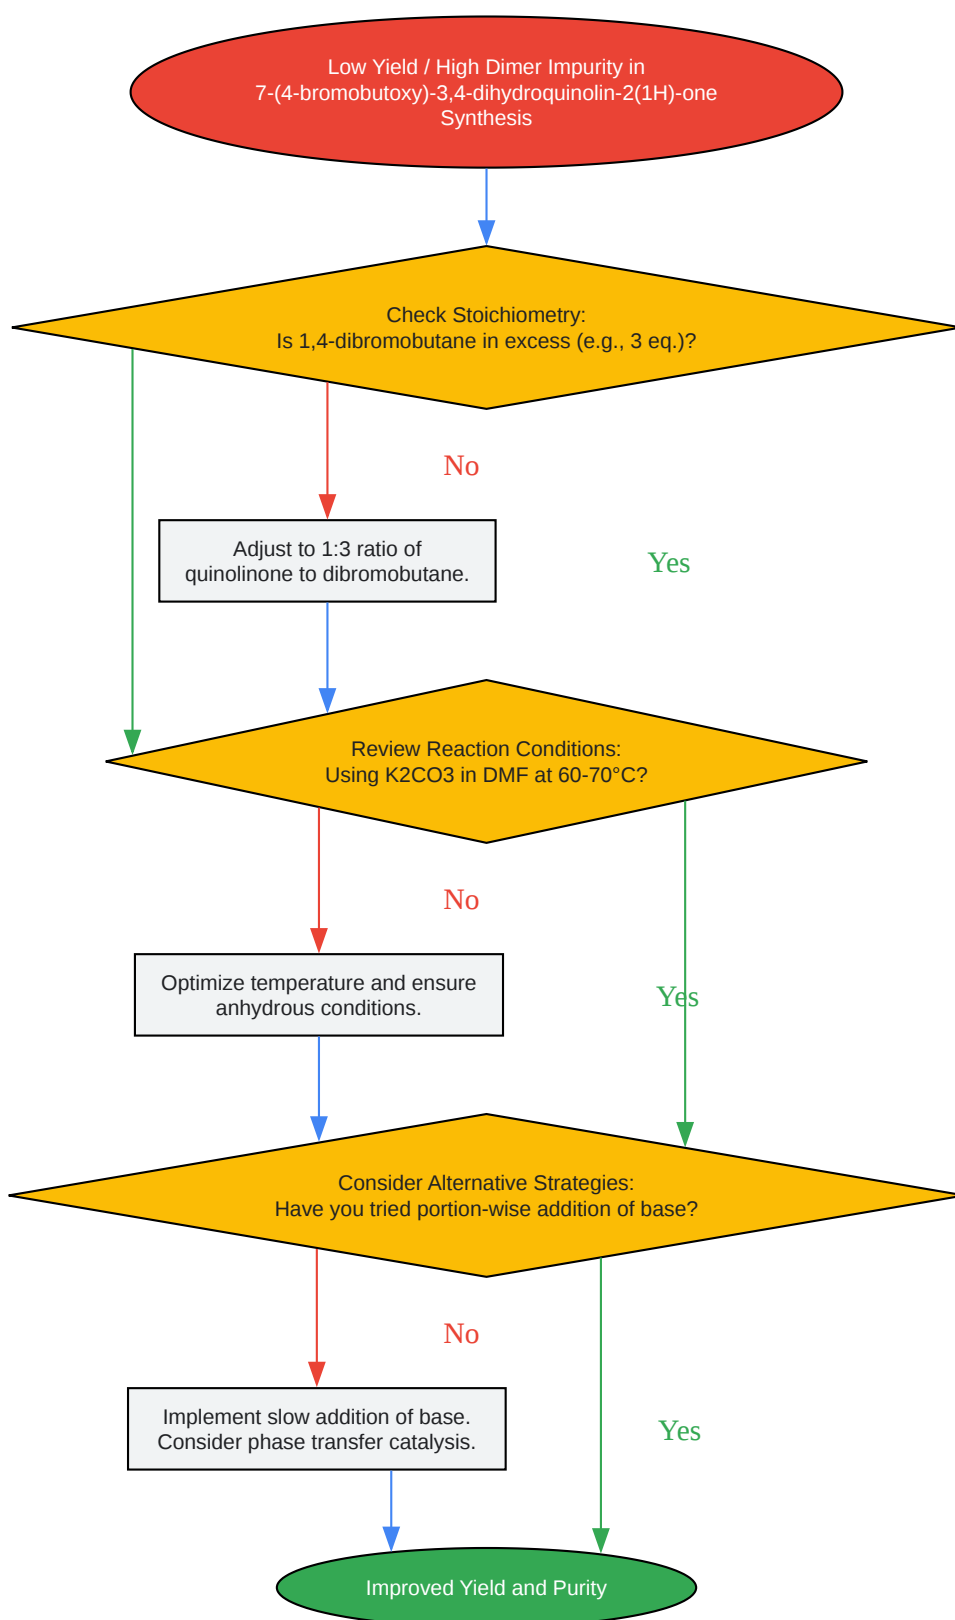 Low Yield / High Dimer Impurity in
7-(4-bromobutoxy)-3,4-dihydroquinolin-2(1H)-one
Synthesis
Check Stoichiometry:
Is 1,4-dibromobutane in excess (e.g., 3 eq.)?
No
Adjust to 1:3 ratio of
quinolinone to dibromobutane.
Yes
Review Reaction Conditions:
Using K2CO3 in DMF at 60-70°C?
No
Optimize temperature and ensure
anhydrous conditions.
Yes
Consider Alternative Strategies:
Have you tried portion-wise addition of base?
No
Implement slow addition of base.
Consider phase transfer catalysis.
Yes
Improved Yield and Purity